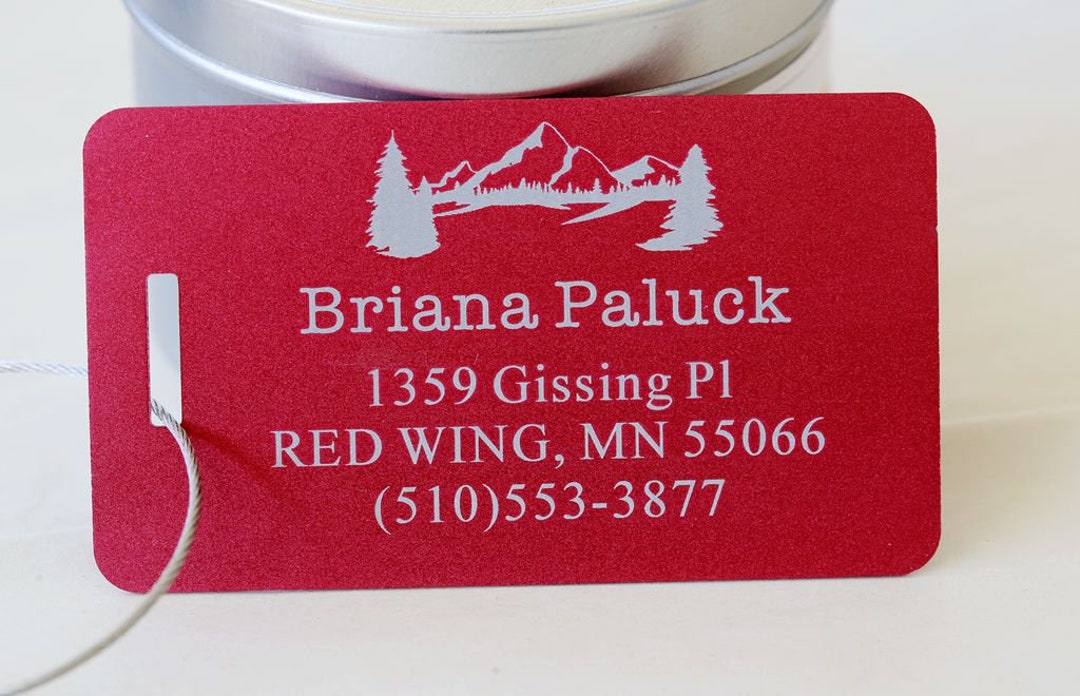 Briana Paluck
1359 Gissing Pl
RED WING, MN 55066
(510)553-3877